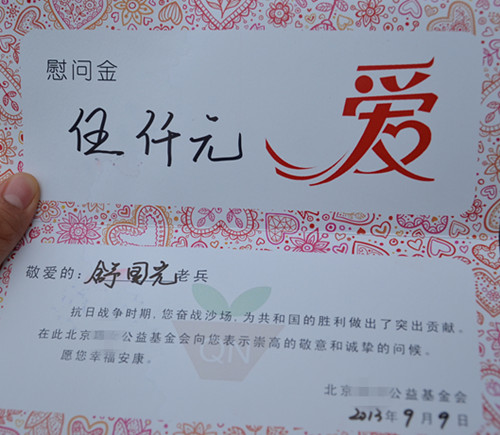 慰问金
伍仟元
爱
敬爱的：舒国克老兵
抗日战争时期，您奋战沙场，为共和国的胜利做出了突出贡献。
在此北京公益基金会向您表示崇高的敬意和诚挚的问候。
愿您幸福安康。
QN
北京公益基金会
2013年9月9日